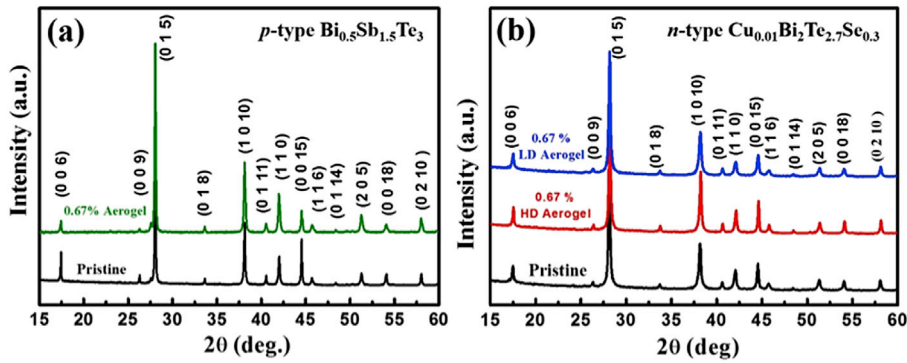 (a)
p-type Bi0.5Sb1.5Te3
(0 0 6)
(0 0 9)
(0 1 5)
(0 1 8)
(1 0 10)
(0 1 11)
(1 1 0)
(0 0 15)
(1 1 6)
(0 1 14)
(2 0 5)
(0 0 18)
(0 2 10)
0.67% Aerogel
Pristine
Intensity (a.u.)
15 20 25 30 35 40 45 50 55 60
2θ (deg.)
(b)
n-type Cu0.01Bi2Te2.7Se0.3
(0 0 6)
(0 0 9)
(0 1 5)
(0 1 8)
(1 0 10)
(0 1 11)
(1 1 0)
(0 0 15)
(1 1 6)
(0 1 14)
(2 0 5)
(0 0 18)
(0 2 10)
0.67 %
LD Aerogel
0.67 %
HD Aerogel
Pristine
Intensity (a.u.)
15 20 25 30 35 40 45 50 55 60
2θ (deg)